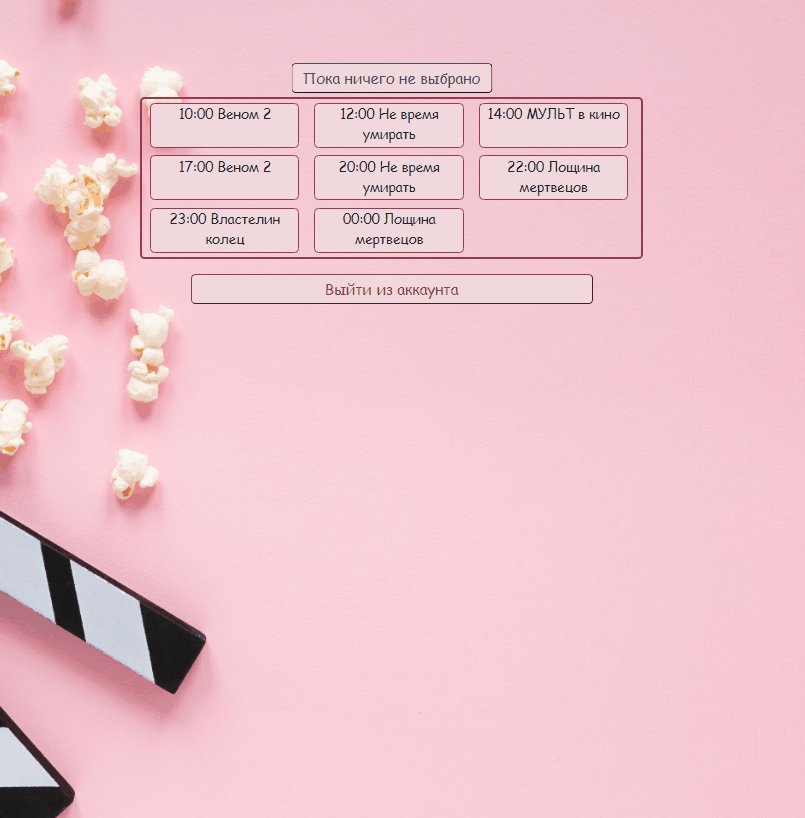 Пока ничего не выбрано
10:00 Веном 2
12:00 Не время
умирать
14:00 МУЛЬТ в кино
17:00 Веном 2
20:00 Не время
умирать
22:00 Лощина
мертвецов
23:00 Властелин
колец
00:00 Лощина
мертвецов
Выйти из аккаунта